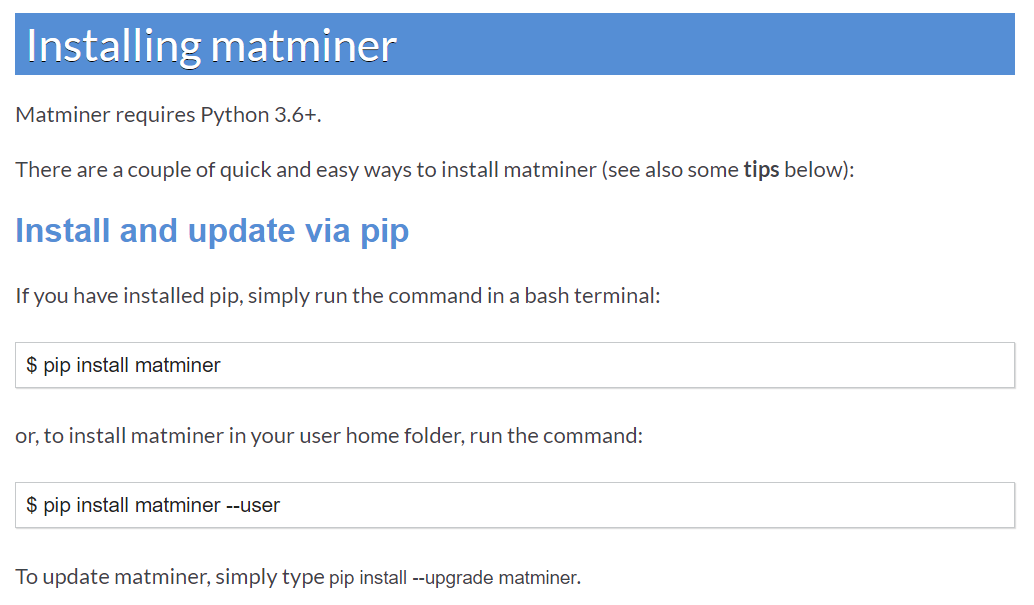 Installing matminer
Matminer requires Python 3.6+.
There are a couple of quick and easy ways to install matminer (see also some tips below):
Install and update via pip
If you have installed pip, simply run the command in a bash terminal:
$ pip install matminer
or, to install matminer in your user home folder, run the command:
$ pip install matminer --user
To update matminer, simply type pip install --upgrade matminer.